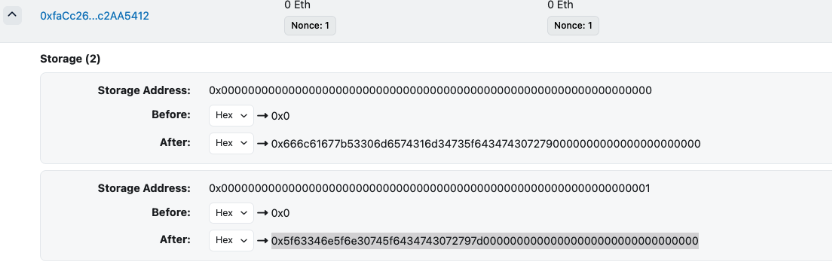 0xfaCc26...c2AA5412
0 Eth
0 Eth
Nonce: 1
Nonce: 1
Storage (2)
Storage Address: 0x0000000000000000000000000000000000000000000000000000000000000000
Before: Hex → 0x0
After: Hex → 0x666c61677b53306d6574316d34735f6434743072790000000000000000000000
Storage Address: 0x0000000000000000000000000000000000000000000000000000000000000001
Before: Hex → 0x0
After: Hex → 0x5f63346e5f6e30745f6434743072797d00000000000000000000000000000000